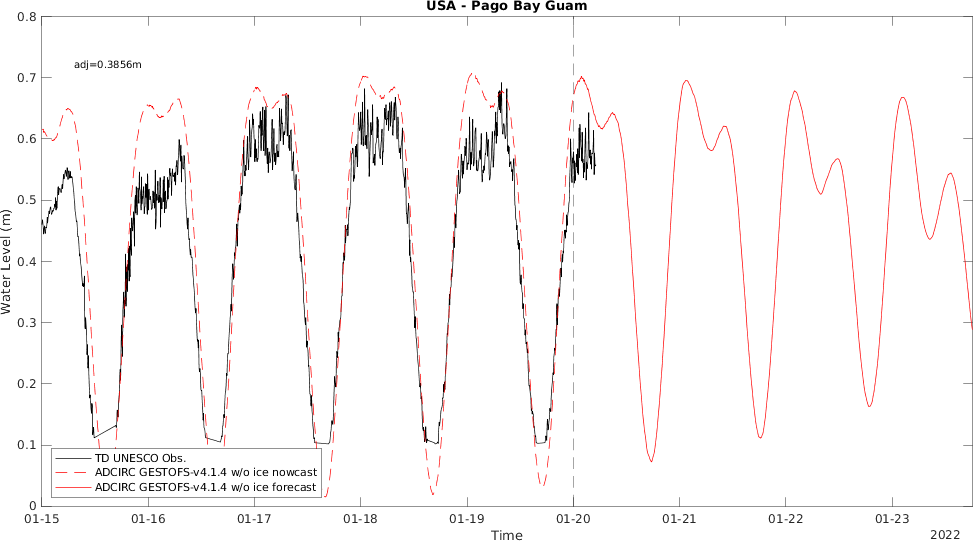 USA - Pago Bay Guam
adj=0.3856m
0.8
0.7
0.6
0.5
0.4
0.3
0.2
0.1
0
Water Level (m)
TD UNESCO Obs.
ADCIRC GESTOFS-v4.1.4 w/o ice nowcast
ADCIRC GESTOFS-v4.1.4 w/o ice forecast
01-15 01-16 01-17 01-18 01-19 01-20 01-21 01-22 01-23
Time
2022